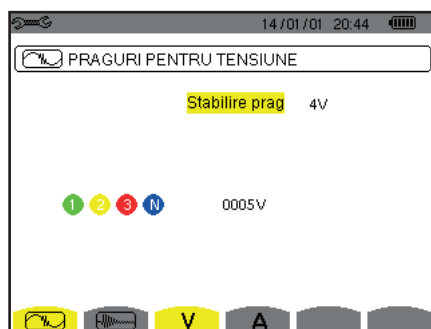 14/01/01 20:44
PRAGURI PENTRU TENSIUNE
Stabilire prag 4V
1 2 3 N 0005V
V A